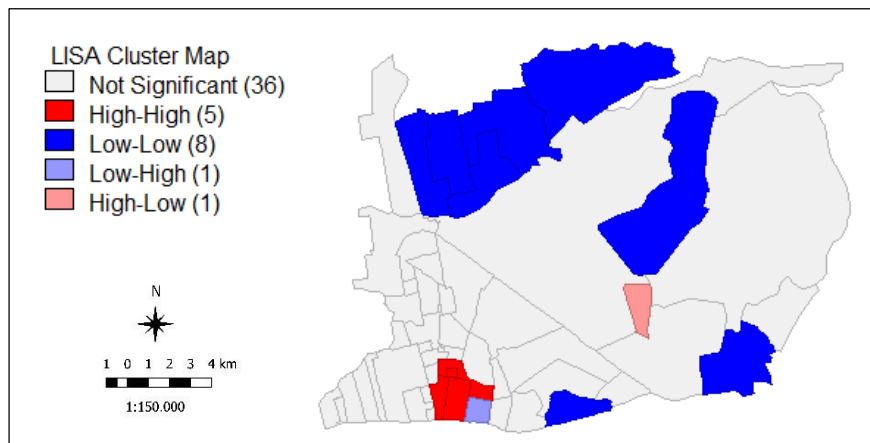 LISA Cluster Map
Not Significant (36)
High-High (5)
Low-Low (8)
Low-High (1)
High-Low (1)
N
1 0 1 2 3 4 km
1:150.000